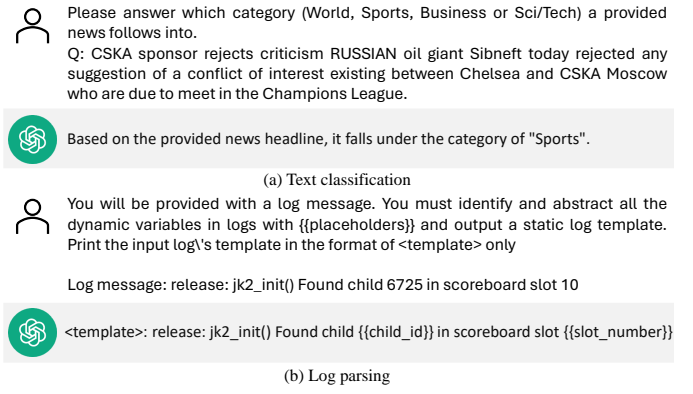 Please answer which category (World, Sports, Business or Sci/Tech) a provided
news follows into.
Q: CSKA sponsor rejects criticism RUSSIAN oil giant Sibneft today rejected any
suggestion of a conflict of interest existing between Chelsea and CSKA Moscow
who are due to meet in the Champions League.
Based on the provided news headline, it falls under the category of "Sports".
(a) Text classification
You will be provided with a log message. You must identify and abstract all the
dynamic variables in logs with {{placeholders}} and output a static log template.
Print the input log\'s template in the format of <template> only
Log message: release: jk2_init() Found child 6725 in scoreboard slot 10
<template>: release: jk2_init() Found child {{child_id}} in scoreboard slot {{slot_number}}
(b) Log parsing